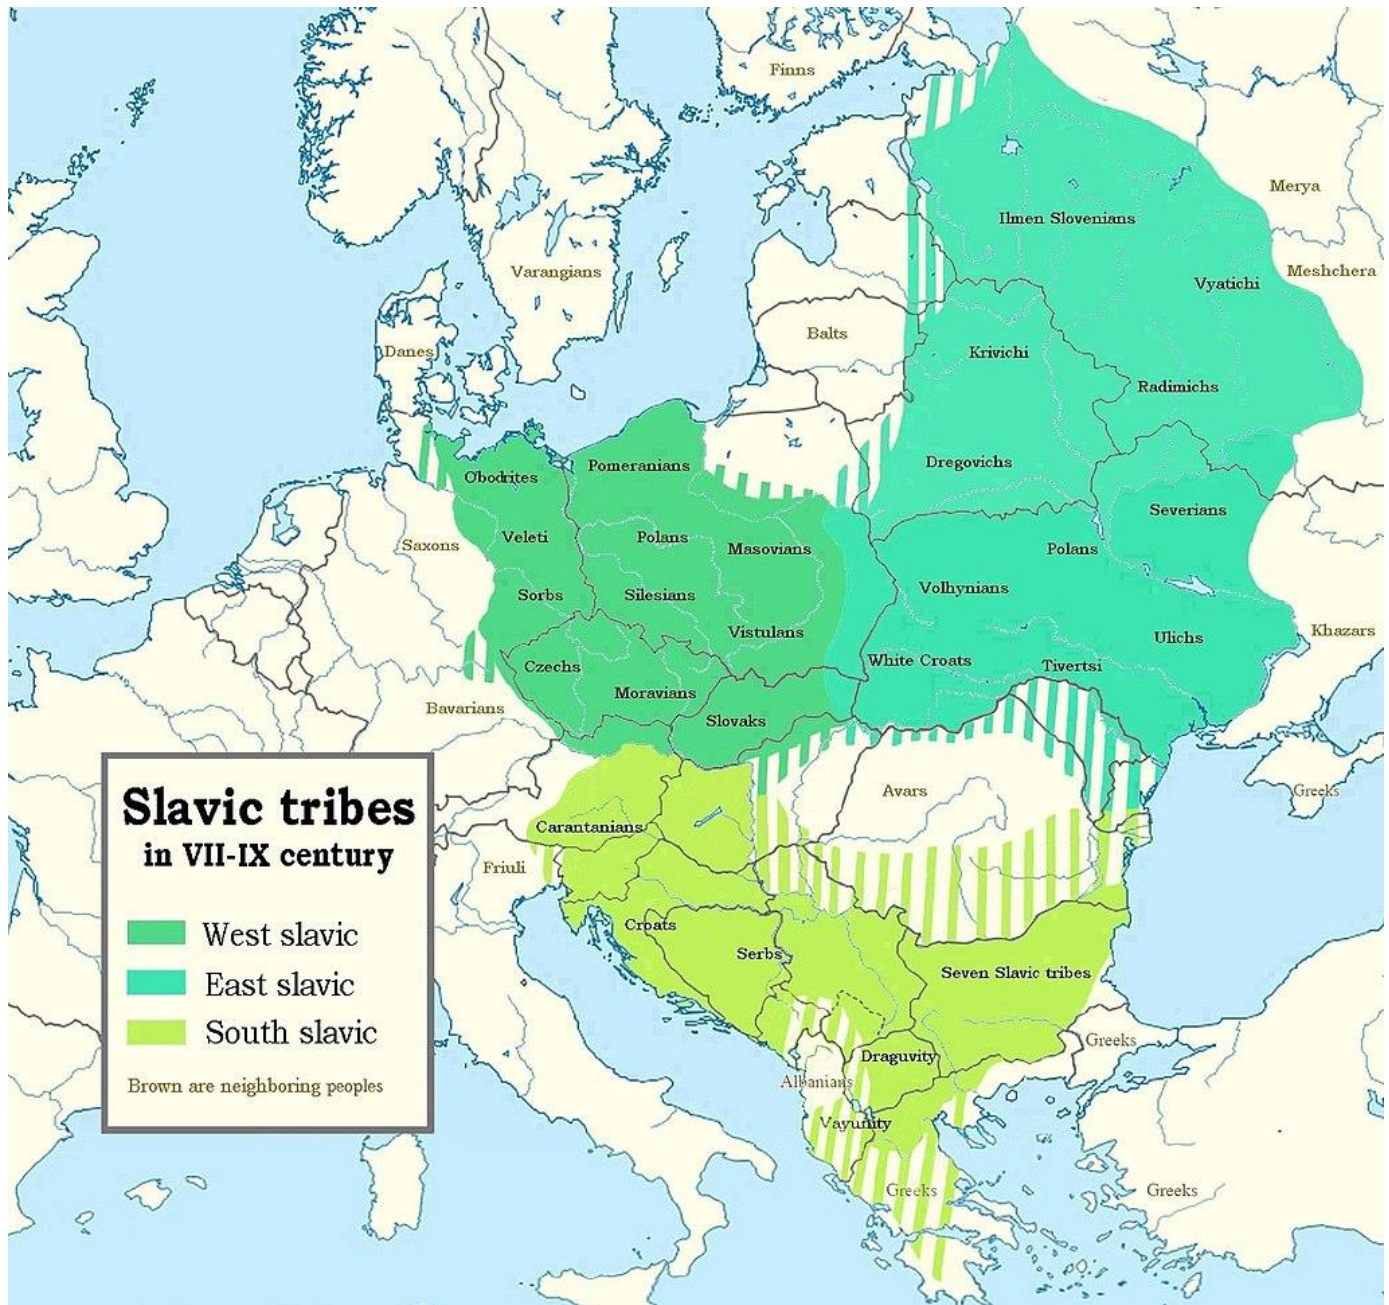 Finns
Merya
Ilmen Slovenians
Varangians
Meshchera
Vyatichi
Balts
Danes
Krivichi
Radimichs
Pomeranians
Dregovichs
Obodrites
Severians
Veleti
Polans
Masovians
Polans
Saxons
Volhynians
Sorbs
Silesians
Vistulans
Ulichs
Khazars
Czechs
White Croats
Tivertsi
Moravians
Bavarians
Slovaks
Avars
Greeks
Slavic tribes
in VII-IX century
West slavic
East slavic
South slavic
Brown are neighboring peoples
Carantanians
Friuli
Croats
Serbs
Seven Slavic tribes
Greeks
Draguvity
Albanians
Vayunity
Greeks
Greeks